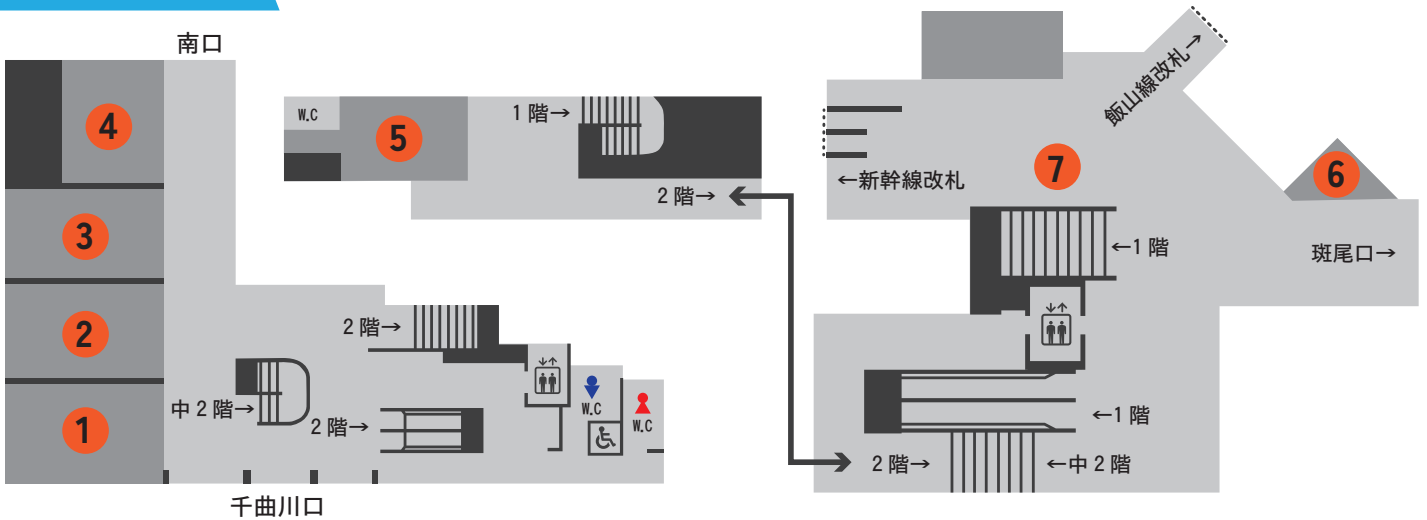 南口
4
3
2
1
中2階→
2階→
2階→
W.C
W.C
千曲川口
W.C
5
1階→
2階→
飯山線改札→
←新幹線改札
7
6
←1階
斑尾口→
←1階
2階→
←中2階